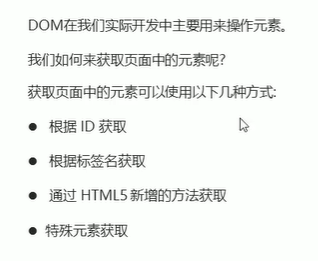 DOM在我们实际开发中主要用来操作元素。
我们如何来获取页面中的元素呢?
获取页面中的元素可以使用以下几种方式:
● 根据 ID 获取
● 根据标签名获取
● 通过 HTML5 新增的方法获取
● 特殊元素获取